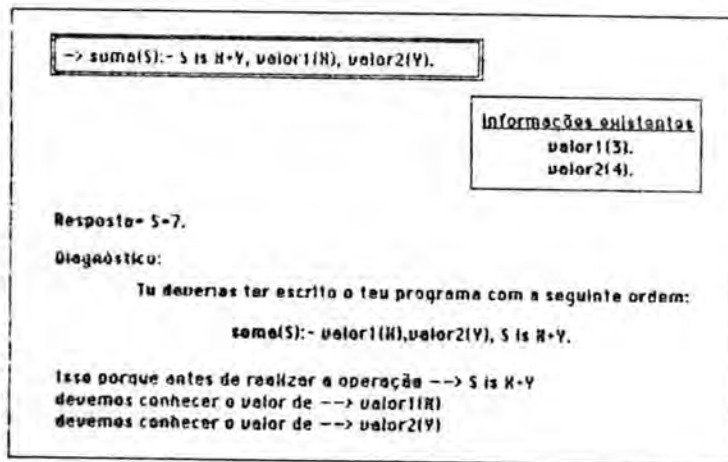 -> soma(S):- S is X+Y, valor1(X), valor2(Y).
Informações existentes
valor1(3).
valor2(4).
Resposta= S=7.
Diagnóstico:
Tu deverias ter escrito o teu programa com a seguinte ordem:
soma(S):- valor1(X),valor2(Y), S is X+Y.
Isso porque antes de realizar a operação --> S is X+Y
devemos conhecer o valor de --> valor1(X)
devemos conhecer o valor de --> valor2(Y)